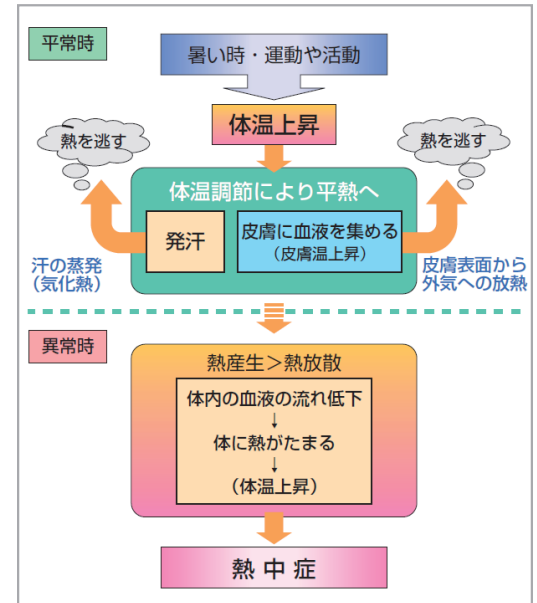 平常時
暑い時・運動や活動
体温上昇
熱を逃す
熱を逃す
体温調節により平熱へ
発汗
皮膚に血液を集める
（皮膚温上昇）
汗の蒸発
（気化熱）
皮膚表面から
外気への放熱
異常時
熱産生＞熱放散
体内の血液の流れ低下
↓
体に熱がたまる
↓
（体温上昇）
熱中症